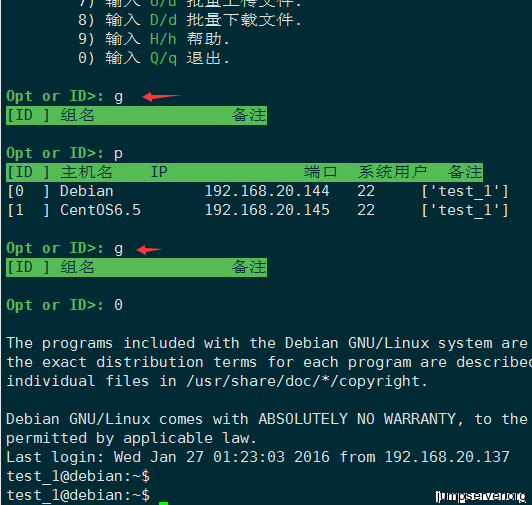 7) 输入 U/u 批量上传文件.
8) 输入 D/d 批量下载文件.
9) 输入 H/h 帮助.
0) 输入 Q/q 退出.
Opt or ID>: g
[ID ] 组名 备注
Opt or ID>: p
[ID ] 主机名 IP 端口 系统用户 备注
[0 ] Debian 192.168.20.144 22 ['test_1']
[1 ] CentOS6.5 192.168.20.145 22 ['test_1']
Opt or ID>: g
[ID ] 组名 备注
Opt or ID>: 0
The programs included with the Debian GNU/Linux system are
the exact distribution terms for each program are described
individual files in /usr/share/doc/*/copyright.
Debian GNU/Linux comes with ABSOLUTELY NO WARRANTY, to the
permitted by applicable law.
Last login: Wed Jan 27 01:23:03 2016 from 192.168.20.137
test_1@debian:~$
test_1@debian:~$
jumpserver.org